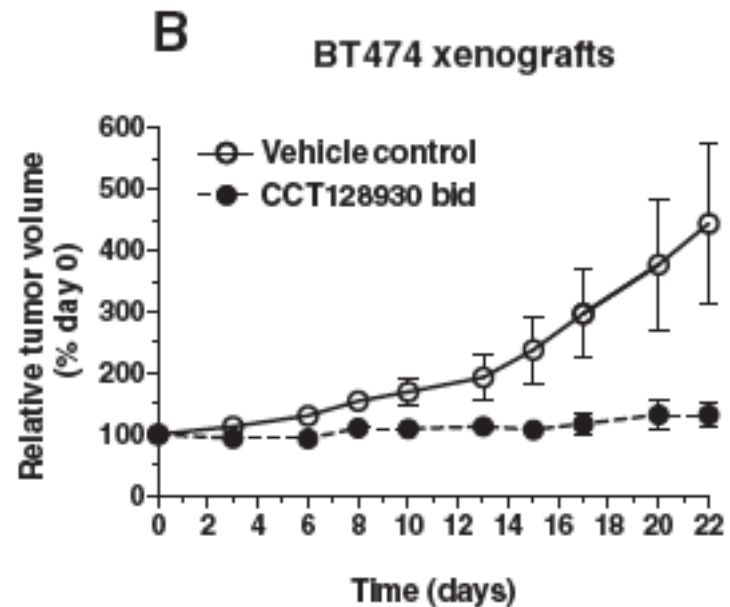 B
BT474 xenografts
Relative tumor volume
(% day 0)
600
500
400
300
200
100
0
Vehicle control
CCT128930 bid
0 2 4 6 8 10 12 14 16 18 20 22
Time (days)